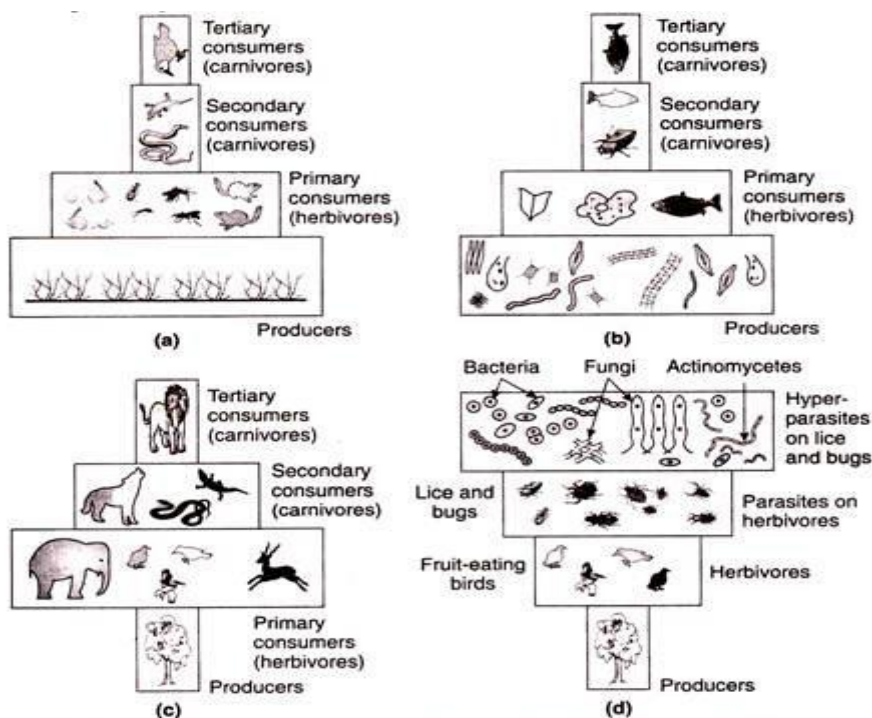 Tertiary
consumers
(carnivores)
Secondary
consumers
(carnivores)
Primary
consumers
(herbivores)
Producers
(a)
Tertiary
consumers
(carnivores)
Secondary
consumers
(carnivores)
Primary
consumers
(herbivores)
Producers
(b)
Tertiary
consumers
(carnivores)
Secondary
consumers
(carnivores)
Primary
consumers
(herbivores)
Producers
(c)
Bacteria
Fungi
Actinomycetes
Hyper-
parasites
on lice
and bugs
Lice and
bugs
Parasites on
herbivores
Fruit-eating
birds
Herbivores
Producers
(d)